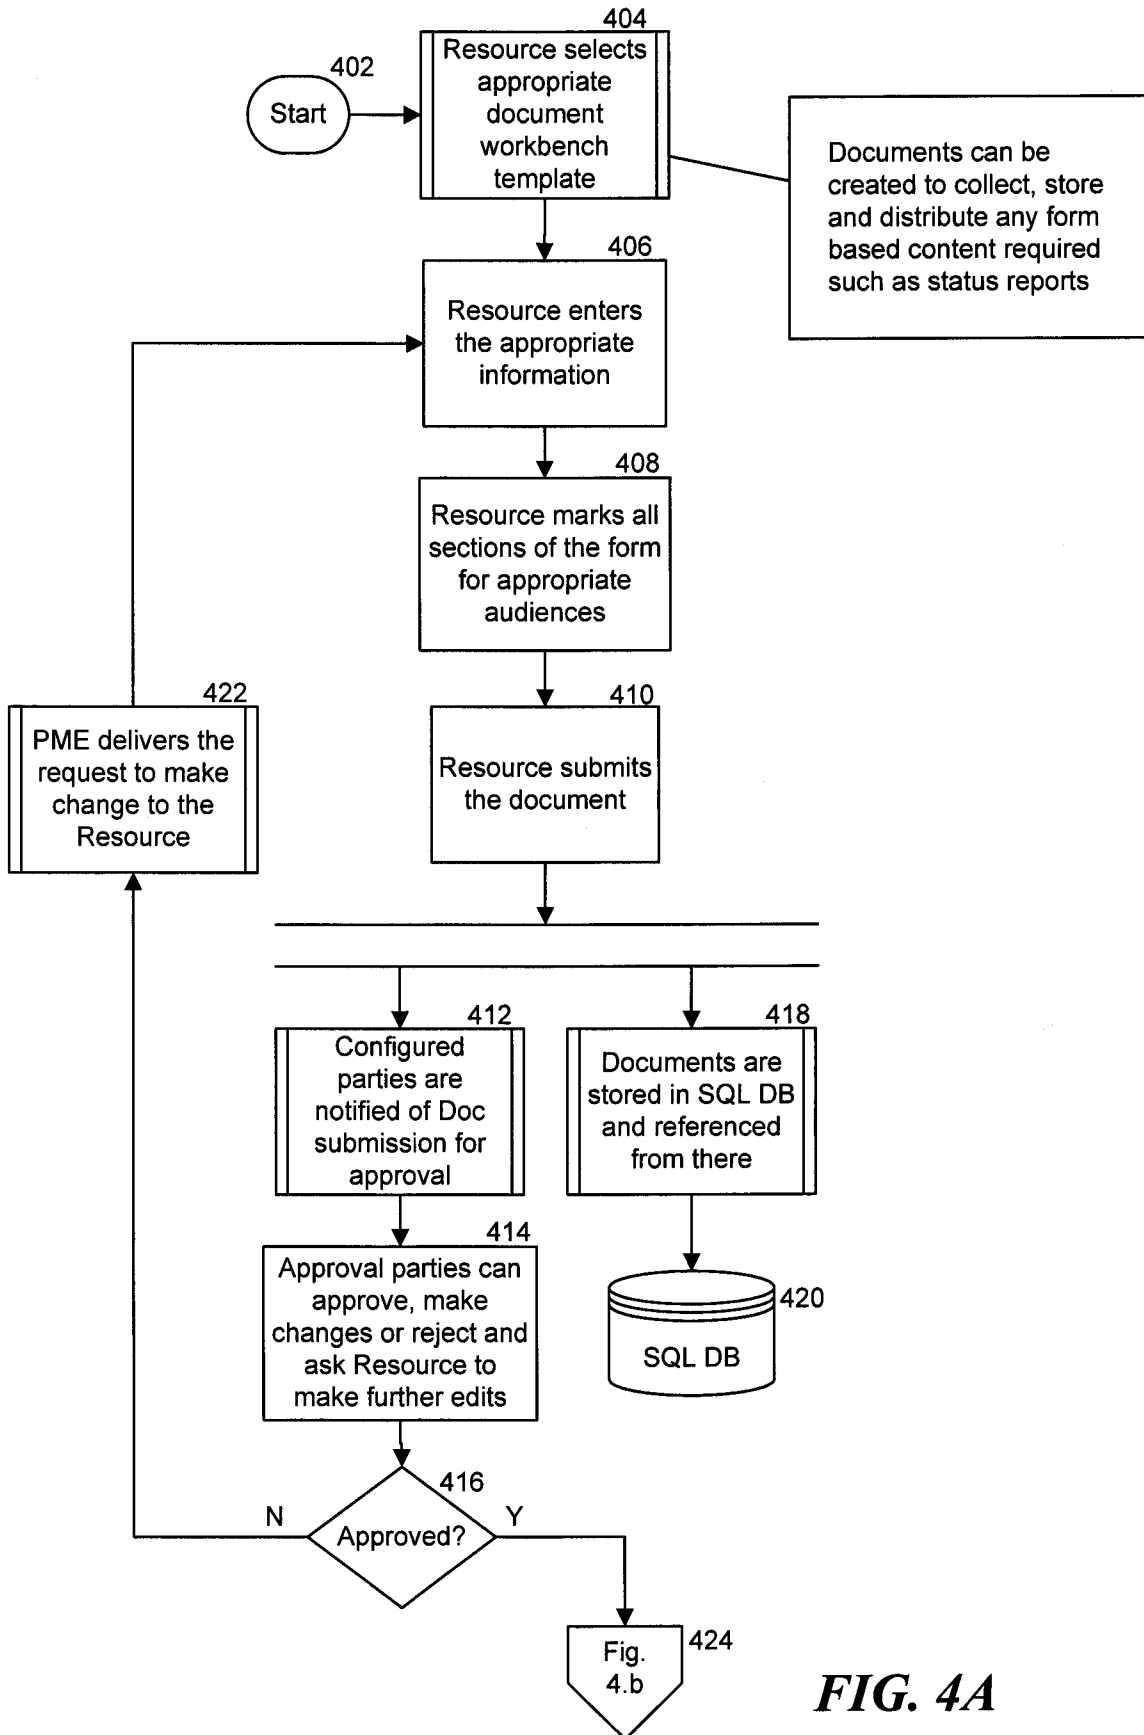 402
Start
404
Resource selects
appropriate
document
workbench
template
Documents can be
created to collect, store
and distribute any form
based content required
such as status reports
406
Resource enters
the appropriate
information
408
Resource marks all
sections of the form
for appropriate
audiences
410
Resource submits
the document
422
PME delivers the
request to make
change to the
Resource
412
Configured
parties are
notified of Doc
submission for
approval
418
Documents are
stored in SQL DB
and referenced
from there
414
Approval parties can
approve, make
changes or reject and
ask Resource to
make further edits
420
SQL DB
416
Approved?
N
Y
Fig.
4.b
424
FIG. 4A